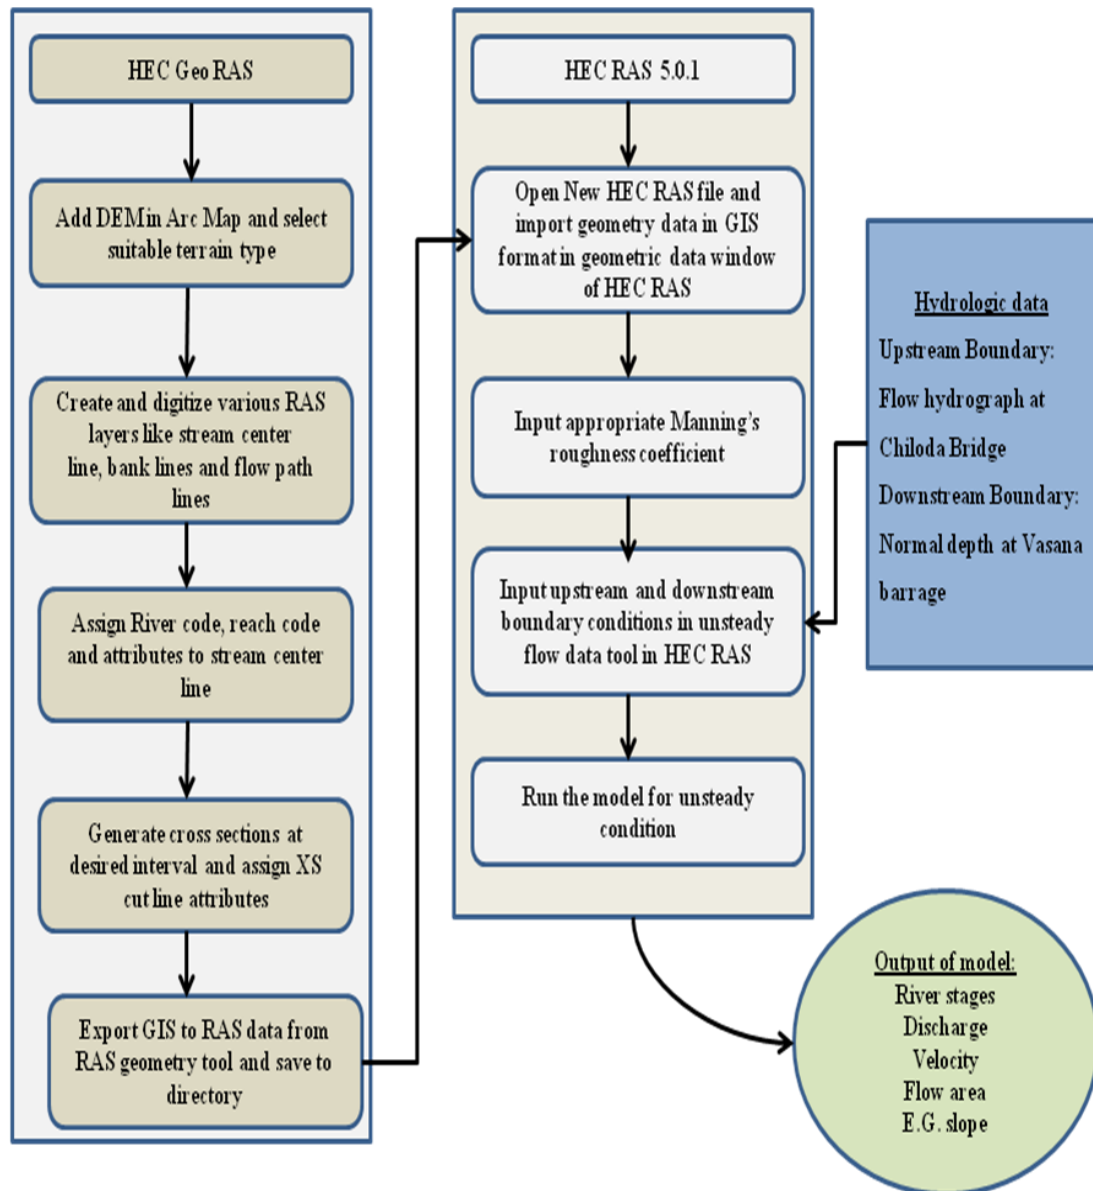 HEC Geo RAS
Add DEM in Arc Map and select
suitable terrain type
Create and digitize various RAS
layers like stream center
line, bank lines and flow path
lines
Assign River code, reach code
and attributes to stream center
line
Generate cross sections at
desired interval and assign XS
cut line attributes
Export GIS to RAS data from
RAS geometry tool and save to
directory
HEC RAS 5.0.1
Open New HEC RAS file and
import geometry data in GIS
format in geometric data window
of HEC RAS
Input appropriate Manning's
roughness coefficient
Input upstream and downstream
boundary conditions in unsteady
flow data tool in HEC RAS
Run the model for unsteady
condition
Hydrologic data
Upstream Boundary:
Flow hydrograph at
Chiloda Bridge
Downstream Boundary:
Normal depth at Vasana
barrage
Output of model:
River stages
Discharge
Velocity
Flow area
E.G. slope